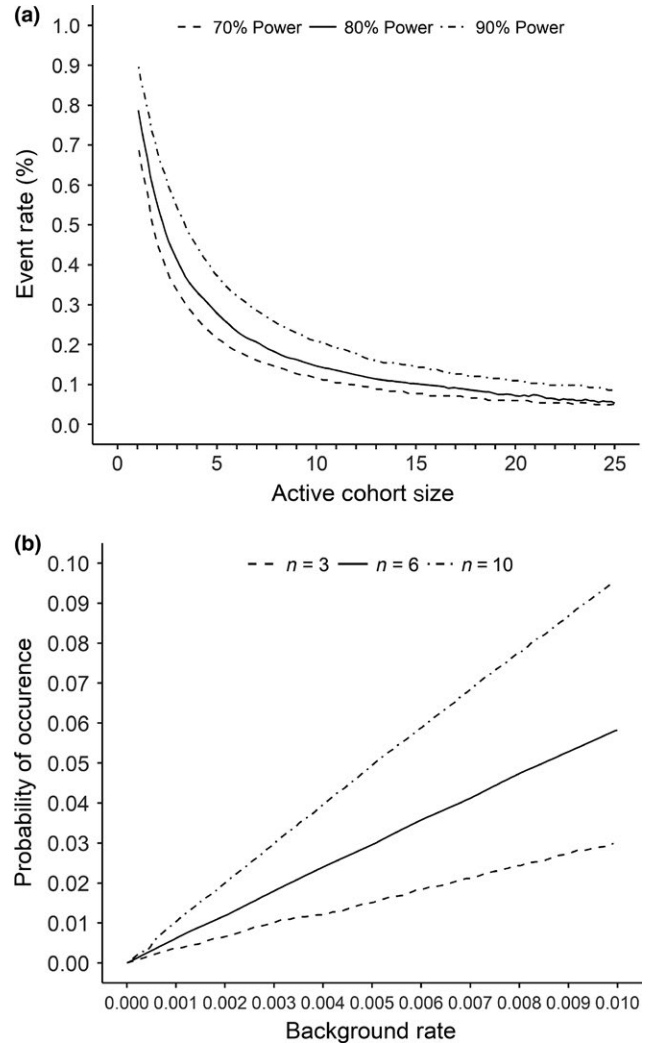 (a)
70% Power 80% Power 90% Power
1.0
0.9
0.8
0.7
0.6
0.5
0.4
0.3
0.2
0.1
0.0
Event rate (%)
0 5 10 15 20 25
Active cohort size
(b)
n = 3 n = 6 n = 10
0.10
0.09
0.08
0.07
0.06
0.05
0.04
0.03
0.02
0.01
0.00
Probability of occurence
0.000 0.001 0.002 0.003 0.004 0.005 0.006 0.007 0.008 0.009 0.010
Background rate